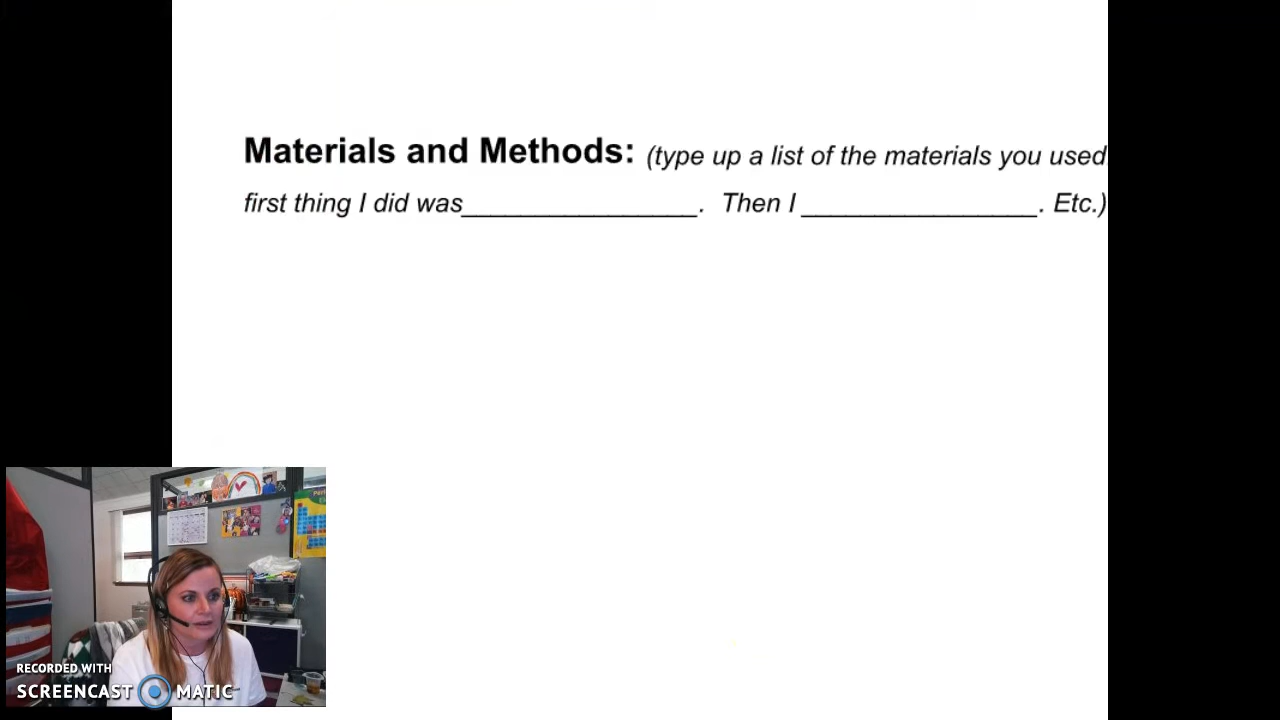 Materials and Methods: (type up a list of the materials you used.
first thing I did was________________. Then I ________________. Etc.)
RECORDED WITH
SCREENCAST MATIC